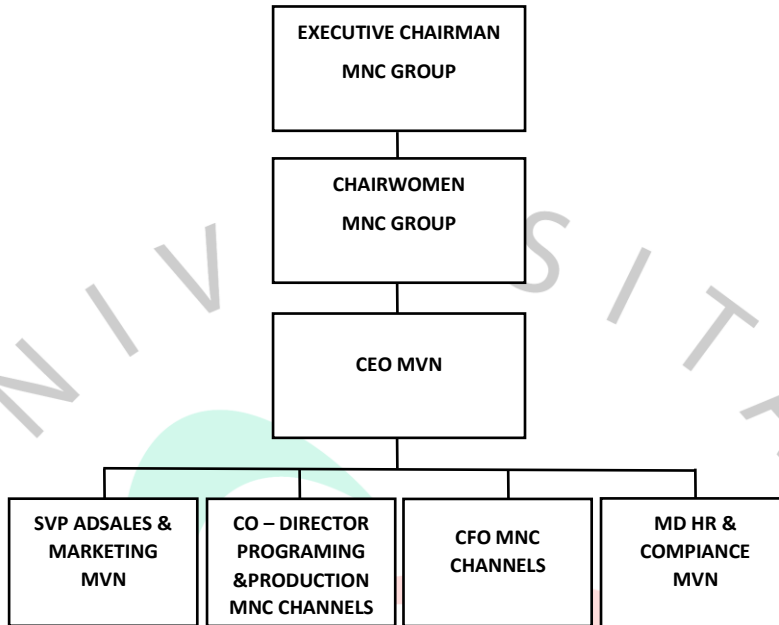 EXECUTIVE CHAIRMAN
MNC GROUP
CHAIRWOMEN
MNC GROUP
CEO MVN
SVP ADSALES &
MARKETING
MVN
CO – DIRECTOR
PROGRAMING
&PRODUCTION
MNC CHANNELS
CFO MNC
CHANNELS
MD HR &
COMPIANCE
MVN
N I V S I T A